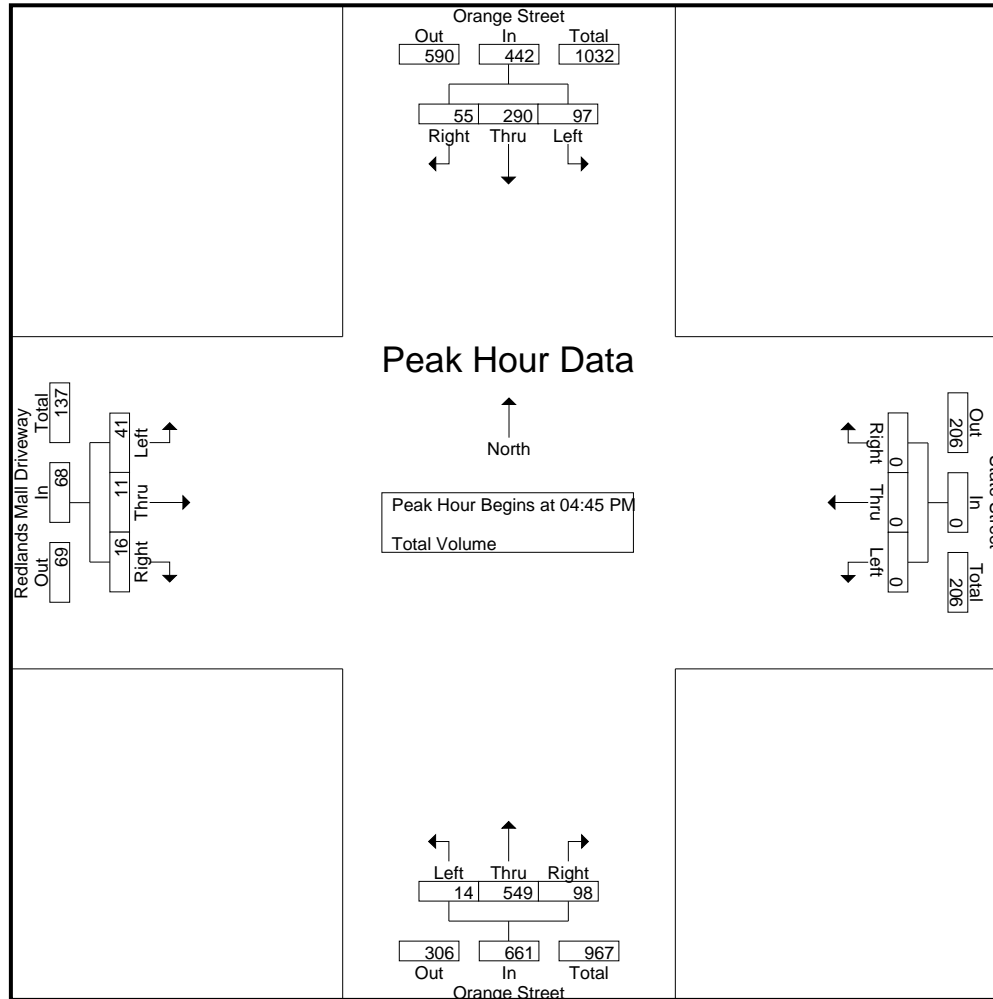 Orange Street
Out In Total
590 442 1032
55 290 97
Right Thru Left
Peak Hour Data
North
Peak Hour Begins at 04:45 PM
Total Volume
Redlands Mall Driveway
Out In Total
69 68 137
41 11 16
Left Thru Right
Out In Total
206 0 206
0 0 0
Right Thru Left
Left Thru Right
14 549 98
306 661 967
Out In Total
Orange Street